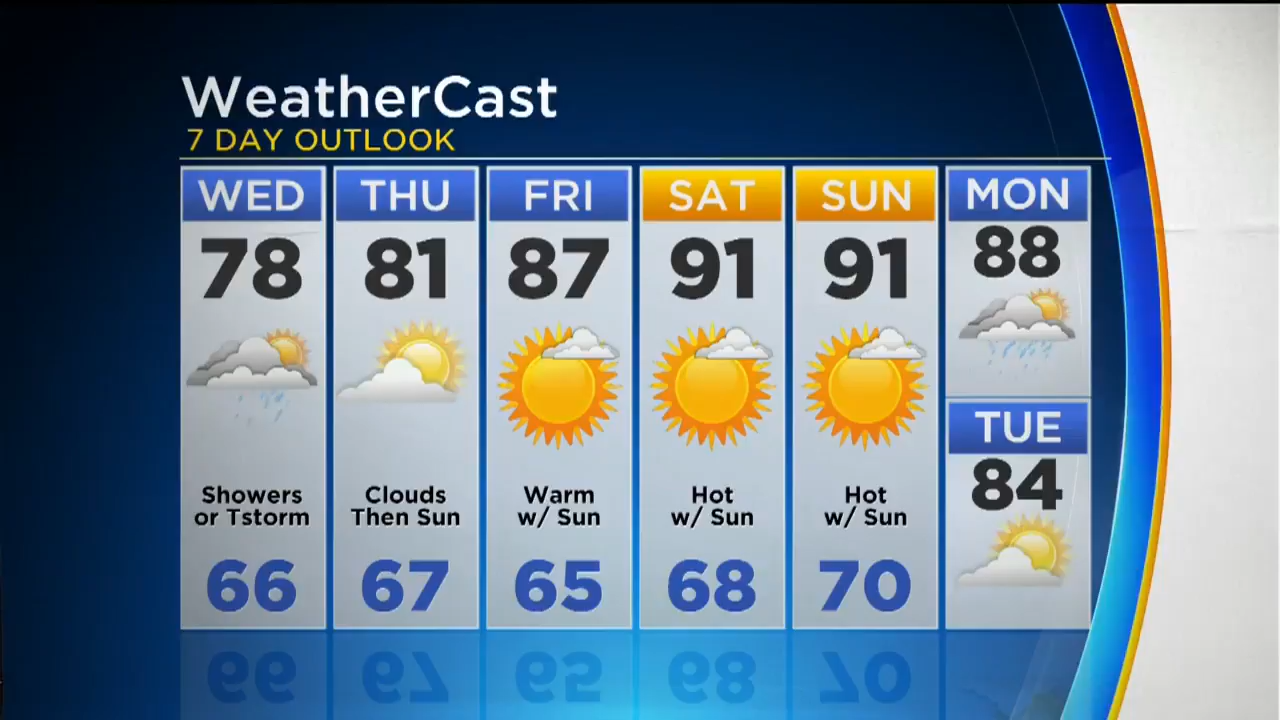 WeatherCast
7 DAY OUTLOOK
WED
78
Showers
or Tstorm
66
THU
81
Clouds
Then Sun
67
FRI
87
Warm
w/ Sun
65
SAT
91
Hot
w/ Sun
68
SUN
91
Hot
w/ Sun
70
MON
88
TUE
84